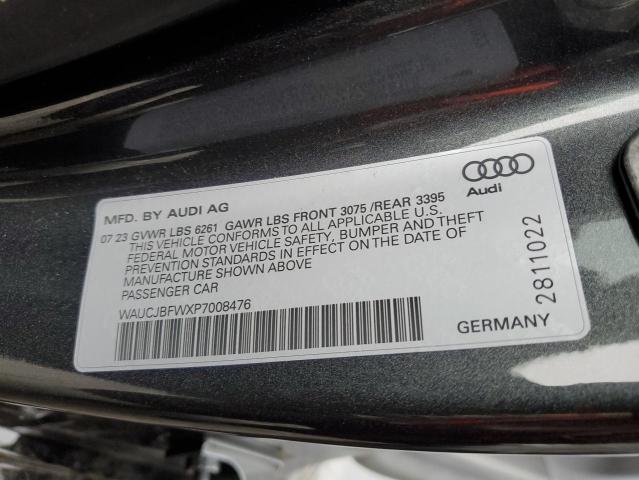 MFD. BY AUDI AG
Audi
07 23 GVWR LBS 6261 GAWR LBS FRONT 3075 /REAR 3395
THIS VEHICLE CONFORMS TO ALL APPLICABLE U.S.
FEDERAL MOTOR VEHICLE SAFETY, BUMPER AND THEFT
PREVENTION STANDARDS IN EFFECT ON THE DATE OF
MANUFACTURE SHOWN ABOVE
PASSENGER CAR
WAUCJBFWXP7008476
GERMANY
2811022